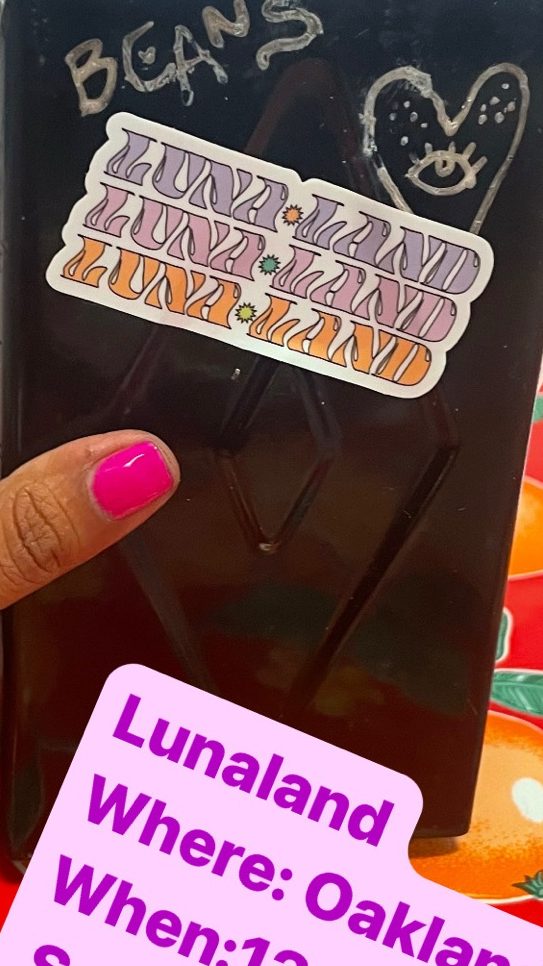 BEANS
LUNA LAND
LUNA LAND
LUNA LAND
Lunaland
Where: Oaklan
When:12